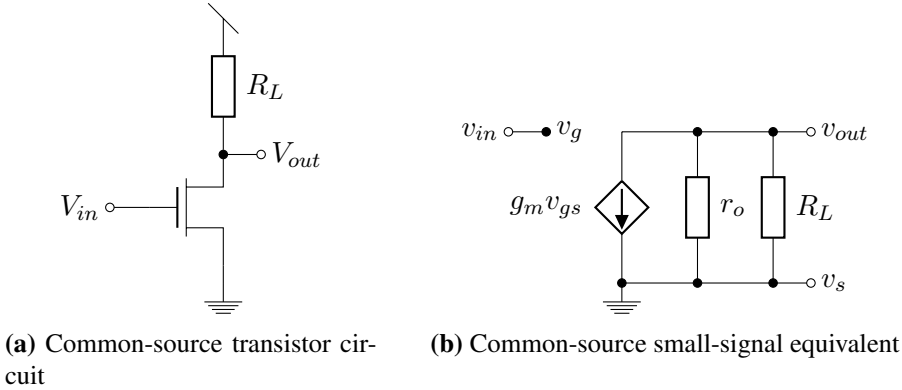 R_L
V_out
V_in
v_in v_g v_out
g_m v_gs r_o R_L
v_s
(a) Common-source transistor cir-
cuit
(b) Common-source small-signal equivalent